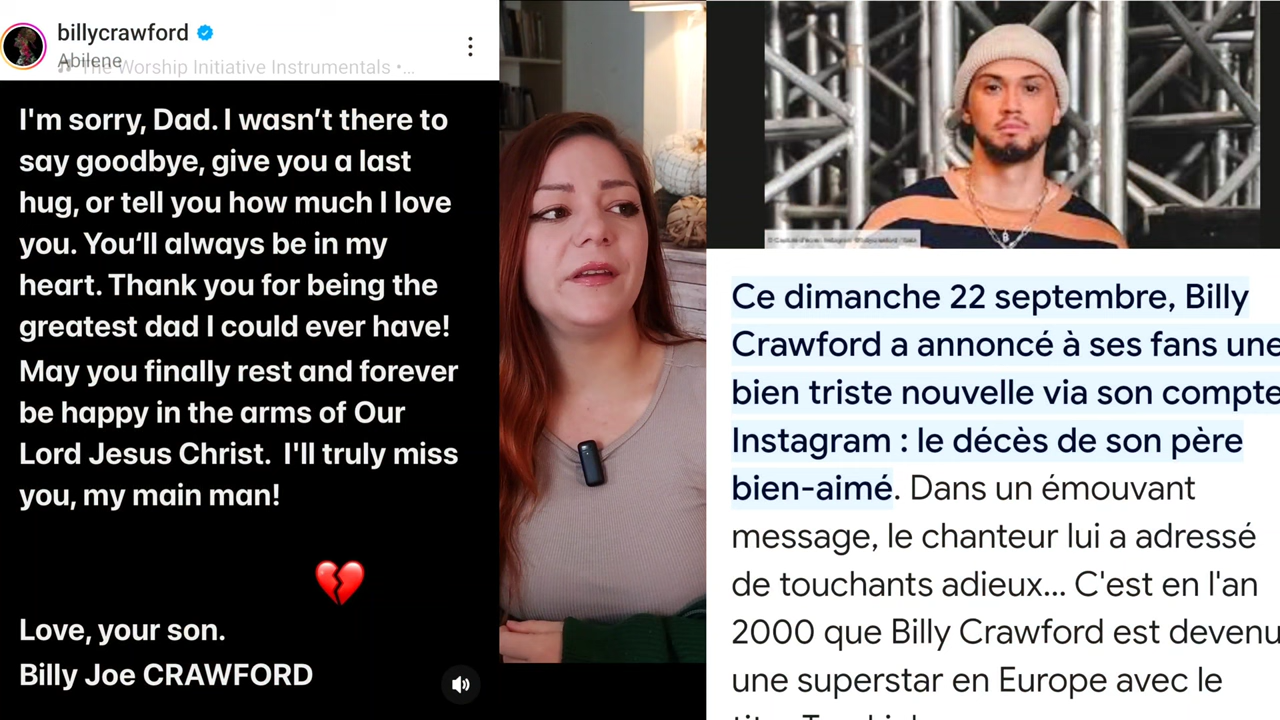 billycrawford
Abilene
The Worship Initiative Instrumentals •...
I'm sorry, Dad. I wasn’t there to
say goodbye, give you a last
hug, or tell you how much I love
you. You‘ll always be in my
heart. Thank you for being the
greatest dad I could ever have!
May you finally rest and forever
be happy in the arms of Our
Lord Jesus Christ.  I'll truly miss
you, my main man!
Love, your son.
Billy Joe CRAWFORD
Ce dimanche 22 septembre, Billy
Crawford a annoncé à ses fans une
bien triste nouvelle via son compte
Instagram : le décès de son père
bien-aimé. Dans un émouvant
message, le chanteur lui a adressé
de touchants adieux... C'est en l'an
2000 que Billy Crawford est devenu
une superstar en Europe avec le